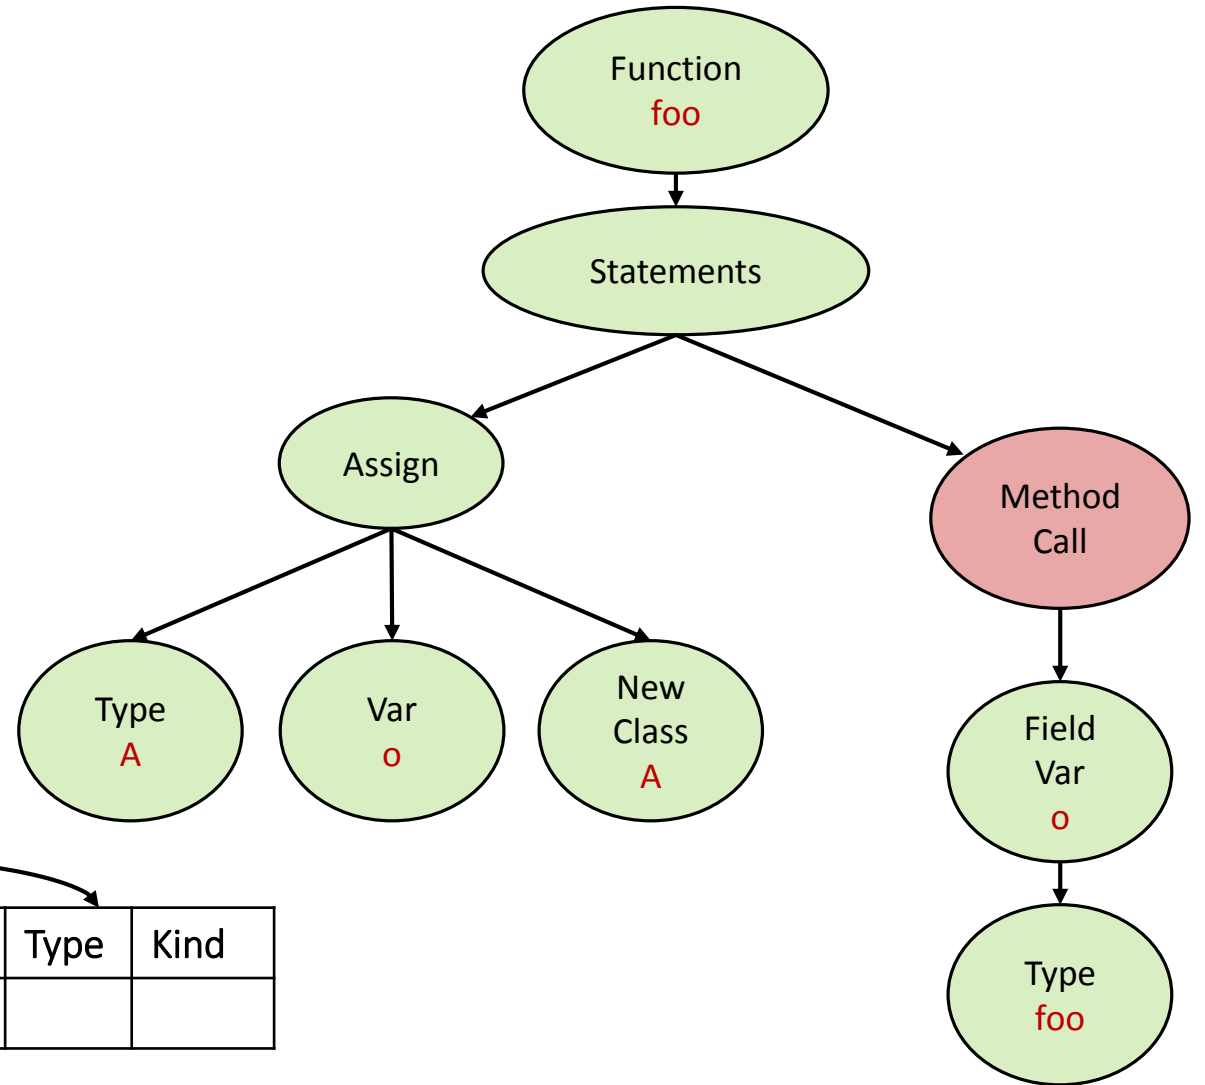 Function
foo
Statements
Assign
Method
Call
Type
A
Var
o
New
Class
A
Field
Var
o
Type
foo
Type Kind